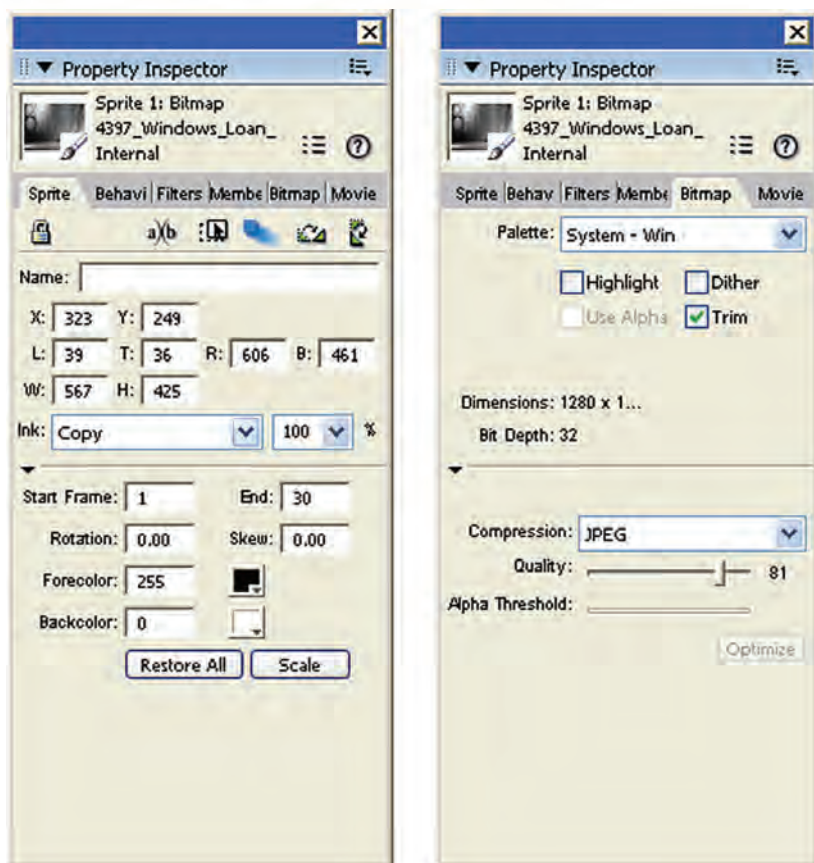 Property Inspector
Sprite 1: Bitmap
4397_Windows_Loan_
Internal
Sprite Behavi Filters Membe Bitmap Movie
a)(b
Name:
X: 323 Y: 249
L: 39 T: 36 R: 606 B: 461
W: 567 H: 425
Ink: Copy 100 %
Start Frame: 1 End: 30
Rotation: 0.00 Skew: 0.00
Forecolor: 255
Backcolor: 0
Restore All Scale
Property Inspector
Sprite 1: Bitmap
4397_Windows_Loan_
Internal
Sprite Behav Filters Membe Bitmap Movie
Palette: System - Win
Highlight Dither
Use Alpha Trim
Dimensions: 1280 x 1...
Bit Depth: 32
Compression: JPEG
Quality: 81
Alpha Threshold:
Optimize